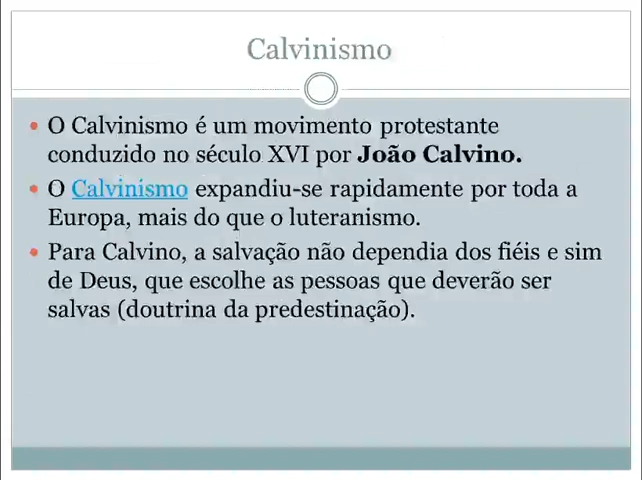 Calvinismo
• O Calvinismo é um movimento protestante
conduzido no século XVI por João Calvino.
• O Calvinismo expandiu-se rapidamente por toda a
Europa, mais do que o luteranismo.
• Para Calvino, a salvação não dependia dos fiéis e sim
de Deus, que escolhe as pessoas que deverão ser
salvas (doutrina da predestinação).